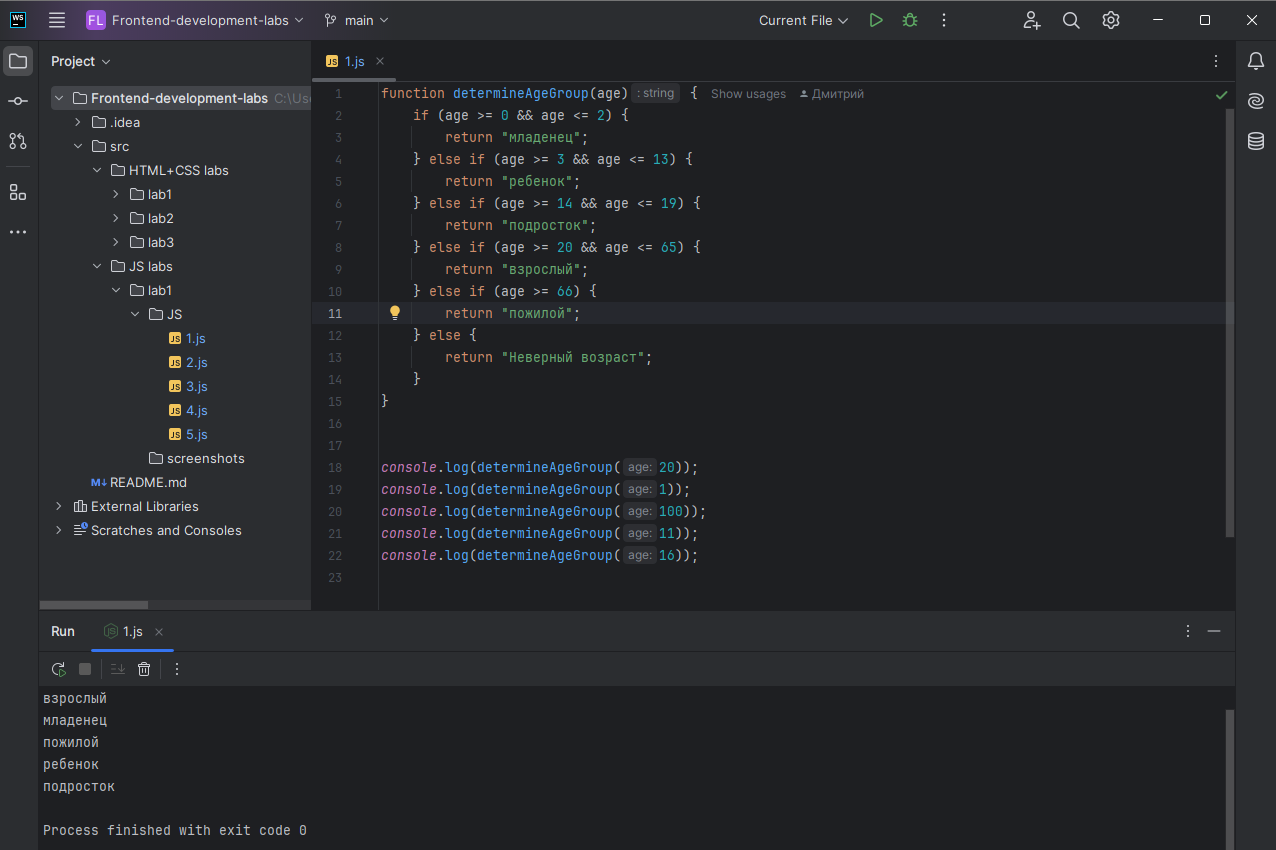 WS
FL Frontend-development-labs main Current File
Project
JS 1.js
Frontend-development-labs C:\Us
.idea
src
HTML+CSS labs
lab1
lab2
lab3
JS labs
lab1
JS
JS 1.js
JS 2.js
JS 3.js
JS 4.js
JS 5.js
screenshots
M↓ README.md
External Libraries
Scratches and Consoles
1 function determineAgeGroup(age) : string { Show usages Дмитрий
2 if (age >= 0 && age <= 2) {
3 return "младенец";
4 } else if (age >= 3 && age <= 13) {
5 return "ребенок";
6 } else if (age >= 14 && age <= 19) {
7 return "подросток";
8 } else if (age >= 20 && age <= 65) {
9 return "взрослый";
10 } else if (age >= 66) {
11 return "пожилой";
12 } else {
13 return "Неверный возраст";
14 }
15 }
16
17
18 console.log(determineAgeGroup( age: 20));
19 console.log(determineAgeGroup( age: 1));
20 console.log(determineAgeGroup( age: 100));
21 console.log(determineAgeGroup( age: 11));
22 console.log(determineAgeGroup( age: 16));
23
Run JS 1.js
взрослый
младенец
пожилой
ребенок
подросток
Process finished with exit code 0